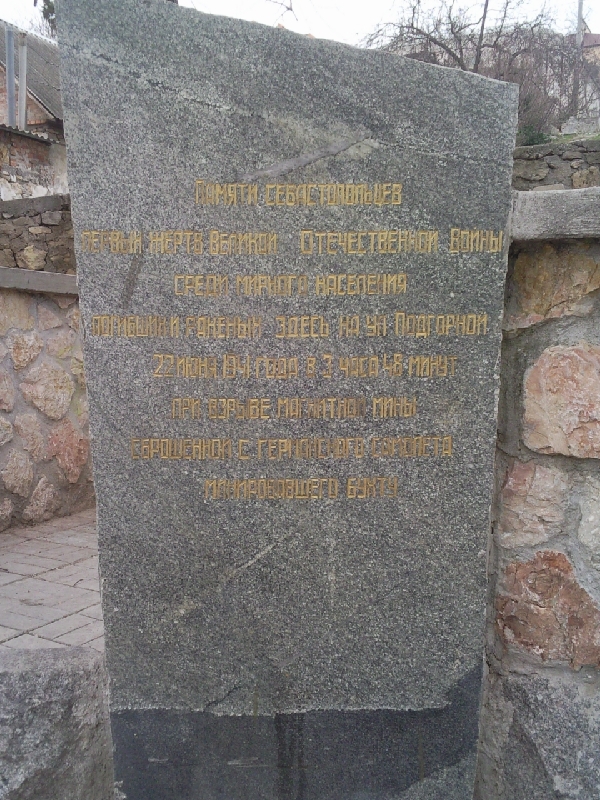 Памяти севастопольцев
первых жертв Великой Отечественной Войны
среди мирного населения
погибших и раненых здесь на ул Подгорной
22 июня 1941 года в 3 часа 48 минут
при взрыве магнитной мины
сброшенной с германского самолета
минировавшего бухту